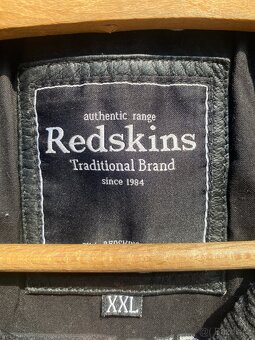 authentic range
Redskins
Traditional Brand
since 1984
XXL